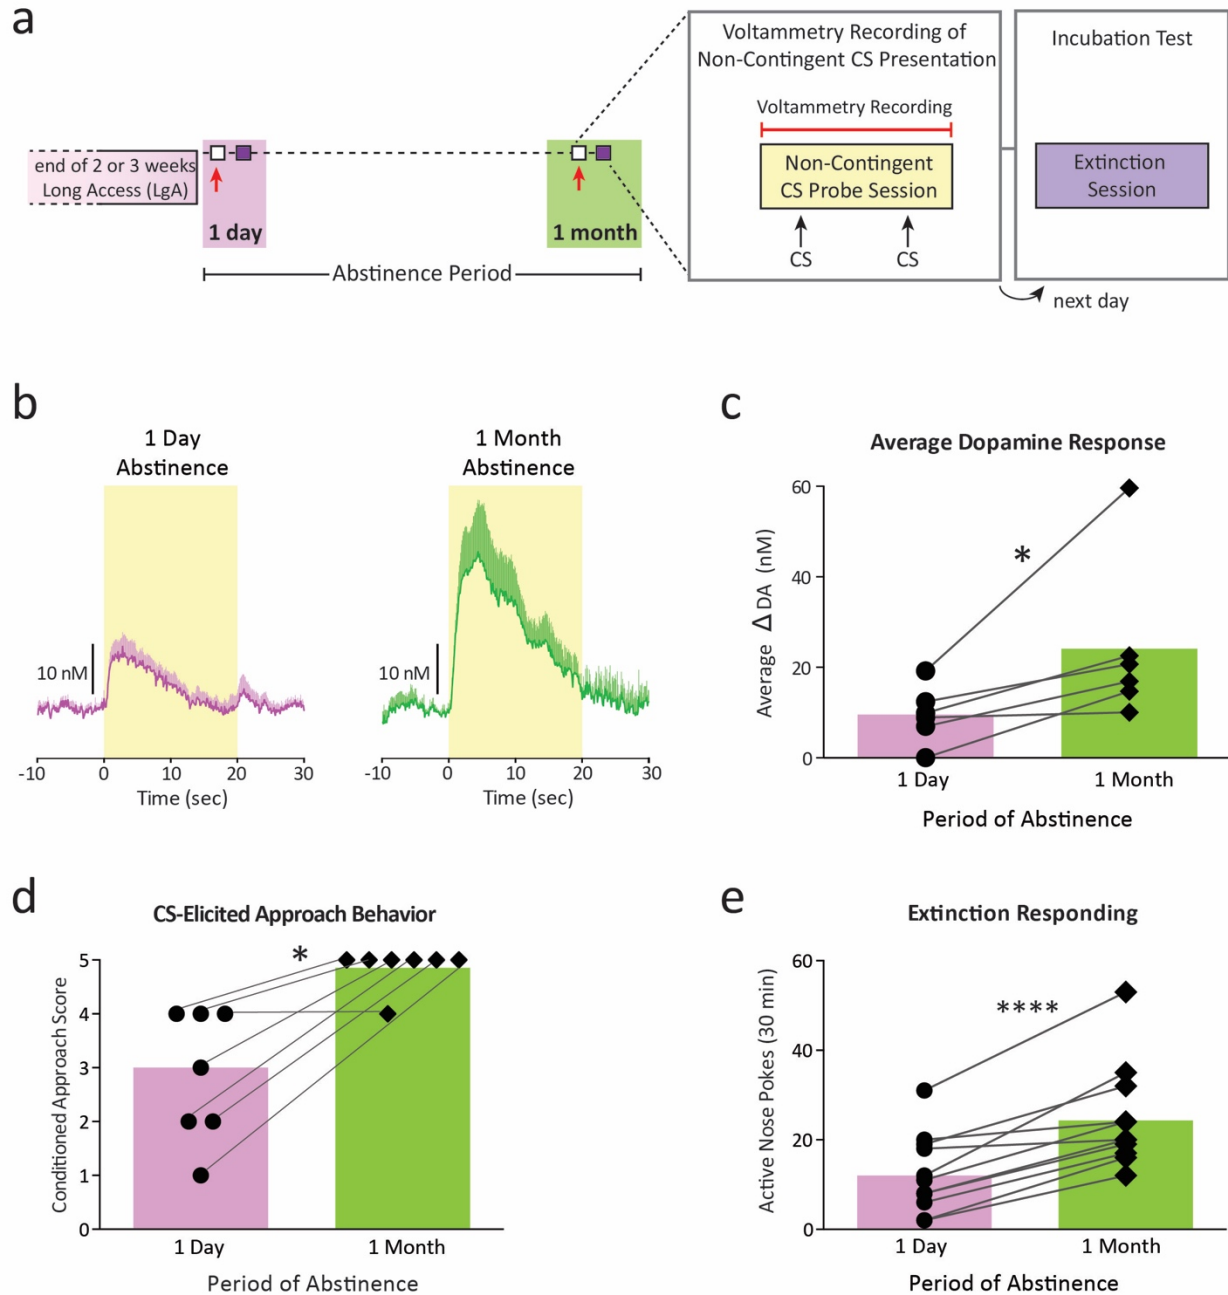 a
Voltammetry Recording of
Non-Contingent CS Presentation
Incubation Test
Voltammetry Recording
end of 2 or 3 weeks
Long Access (LgA)
Non-Contingent
CS Probe Session
Extinction
Session
1 day
1 month
CS
CS
Abstinence Period
next day
b
1 Day
Abstinence
1 Month
Abstinence
10 nM
10 nM
-10
0
10
20
30
-10
0
10
20
30
Time (sec)
Time (sec)
c
Average Dopamine Response
Average Δ DA (nM)
60
40
20
0
*
1 Day
1 Month
Period of Abstinence
d
CS-Elicited Approach Behavior
Conditioned Approach Score
5
4
3
2
1
0
*
1 Day
1 Month
Period of Abstinence
e
Extinction Responding
Active Nose Pokes (30 min)
60
40
20
0
****
1 Day
1 Month
Period of Abstinence